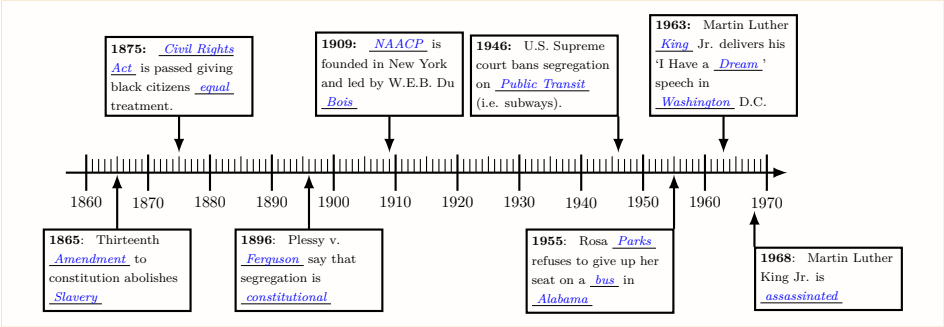 1875: Civil Rights
Act is passed giving
black citizens equal
treatment.
1909: NAACP is
founded in New York
and led by W.E.B. Du
Bois
1946: U.S. Supreme
court bans segregation
on Public Transit
(i.e. subways).
1963: Martin Luther
King Jr. delivers his
‘I Have a Dream’
speech in
Washington D.C.
1860 1870 1880 1890 1900 1910 1920 1930 1940 1950 1960 1970
1865: Thirteenth
Amendment to
constitution abolishes
Slavery
1896: Plessy v.
Ferguson say that
segregation is
constitutional
1955: Rosa Parks
refuses to give up her
seat on a bus in
Alabama
1968: Martin Luther
King Jr. is
assassinated